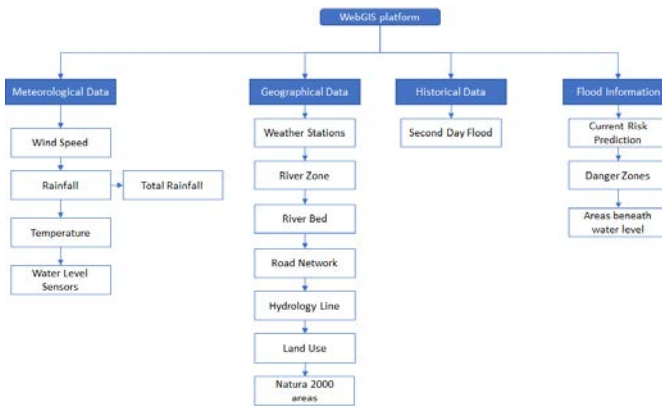 WebGIS platform
Meteorological Data
Wind Speed
Rainfall
Total Rainfall
Temperature
Water Level
Sensors
Geographical Data
Weather Stations
River Zone
River Bed
Road Network
Hydrology Line
Land Use
Natura 2000
areas
Historical Data
Second Day Flood
Flood Information
Current Risk
Prediction
Danger Zones
Areas beneath
water level